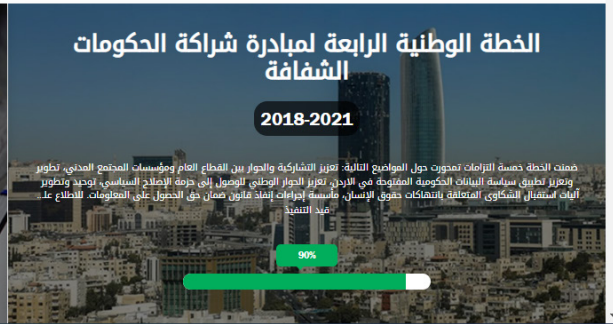 الخطة الوطنية الرابعة لمبادرة شراكة الحكومات
الشفافة
2018-2021
ضمنت الخطة خمسة التزامات تمحورت حول المواضيع التالية: تعزيز التشاركية والحوار بين القطاع العام ومؤسسات المجتمع المدني، تطوير
وتعزيز تطبيق سياسة البيانات الحكومية المفتوحة في الاردن، تعزيز الحوار الوطني للوصول إلى حزمة الإصلاح السياسي، توحيد وتطوير
آليات استقبال الشكاوى المتعلقة بانتهاكات حقوق الإنسان، مأسسة إجراءات إنفاذ قانون ضمان حق الحصول على المعلومات. للاطلاع علـ...
قيد التنفيذ
90%